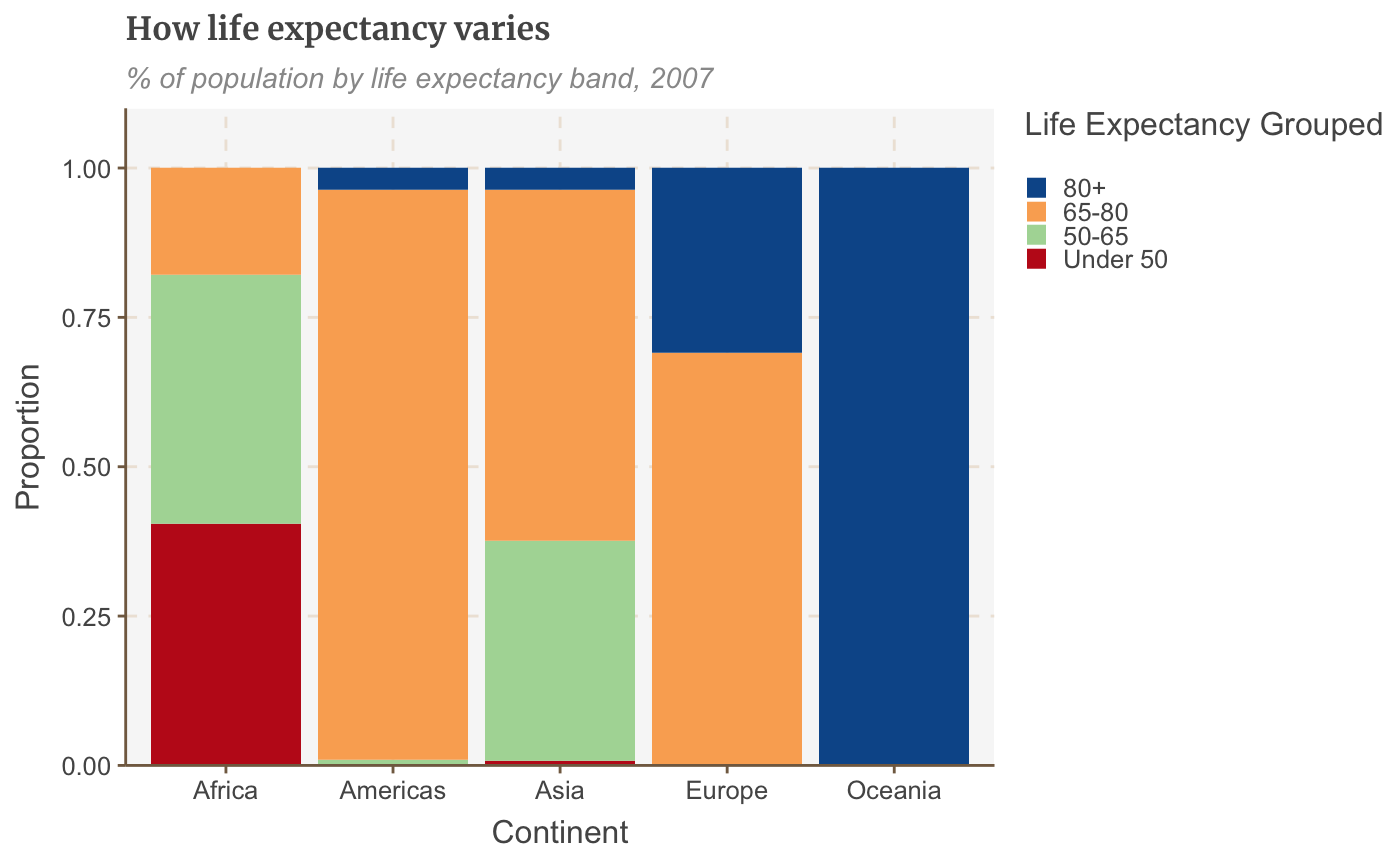 How life expectancy varies
% of population by life expectancy band, 2007
Life Expectancy Grouped
80+
65-80
50-65
Under 50
Proportion
1.00
0.75
0.50
0.25
0.00
Africa Americas Asia Europe Oceania
Continent